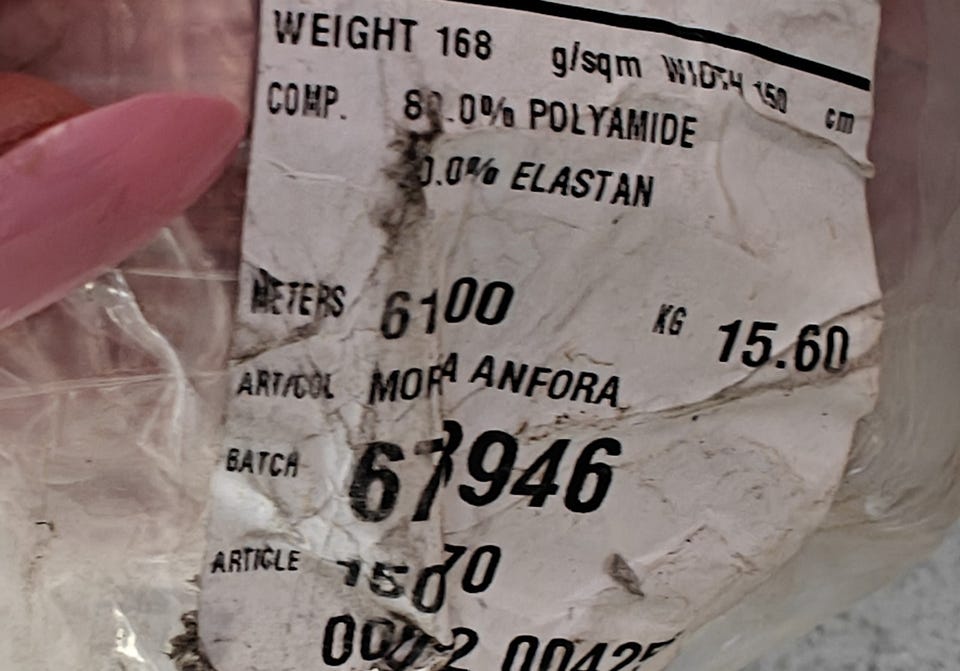 WEIGHT 168 g/sqm WIDTH 150 cm
COMP. 80.0% POLYAMIDE
0.0% ELASTAN
METERS 6100 KG 15.60
ART/COL MORA ANFORA
BATCH
ARTICLE